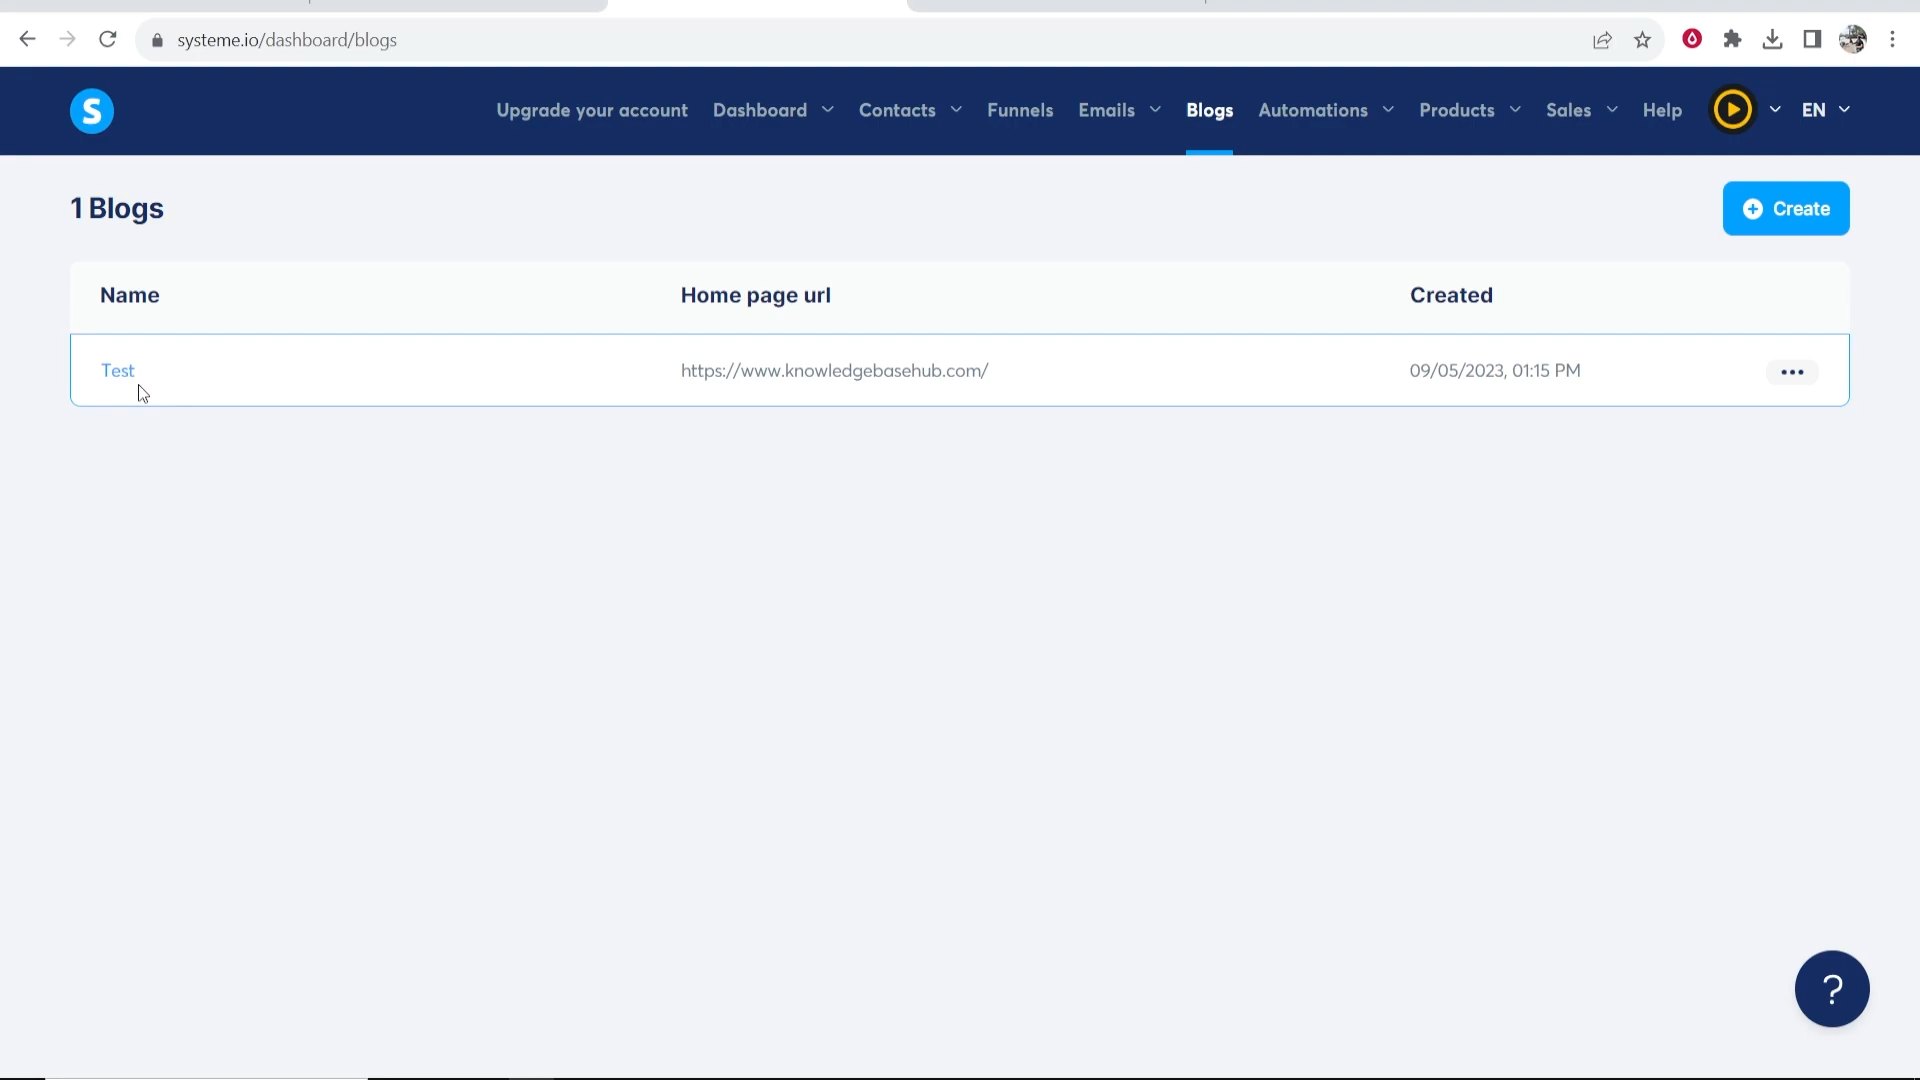 systeme.io/dashboard/blogs
S
Upgrade your account Dashboard Contacts Funnels Emails Blogs Automations Products Sales Help EN
1 Blogs
Create
Name Home page url Created
Test https://www.knowledgebasehub.com/ 09/05/2023, 01:15 PM
?